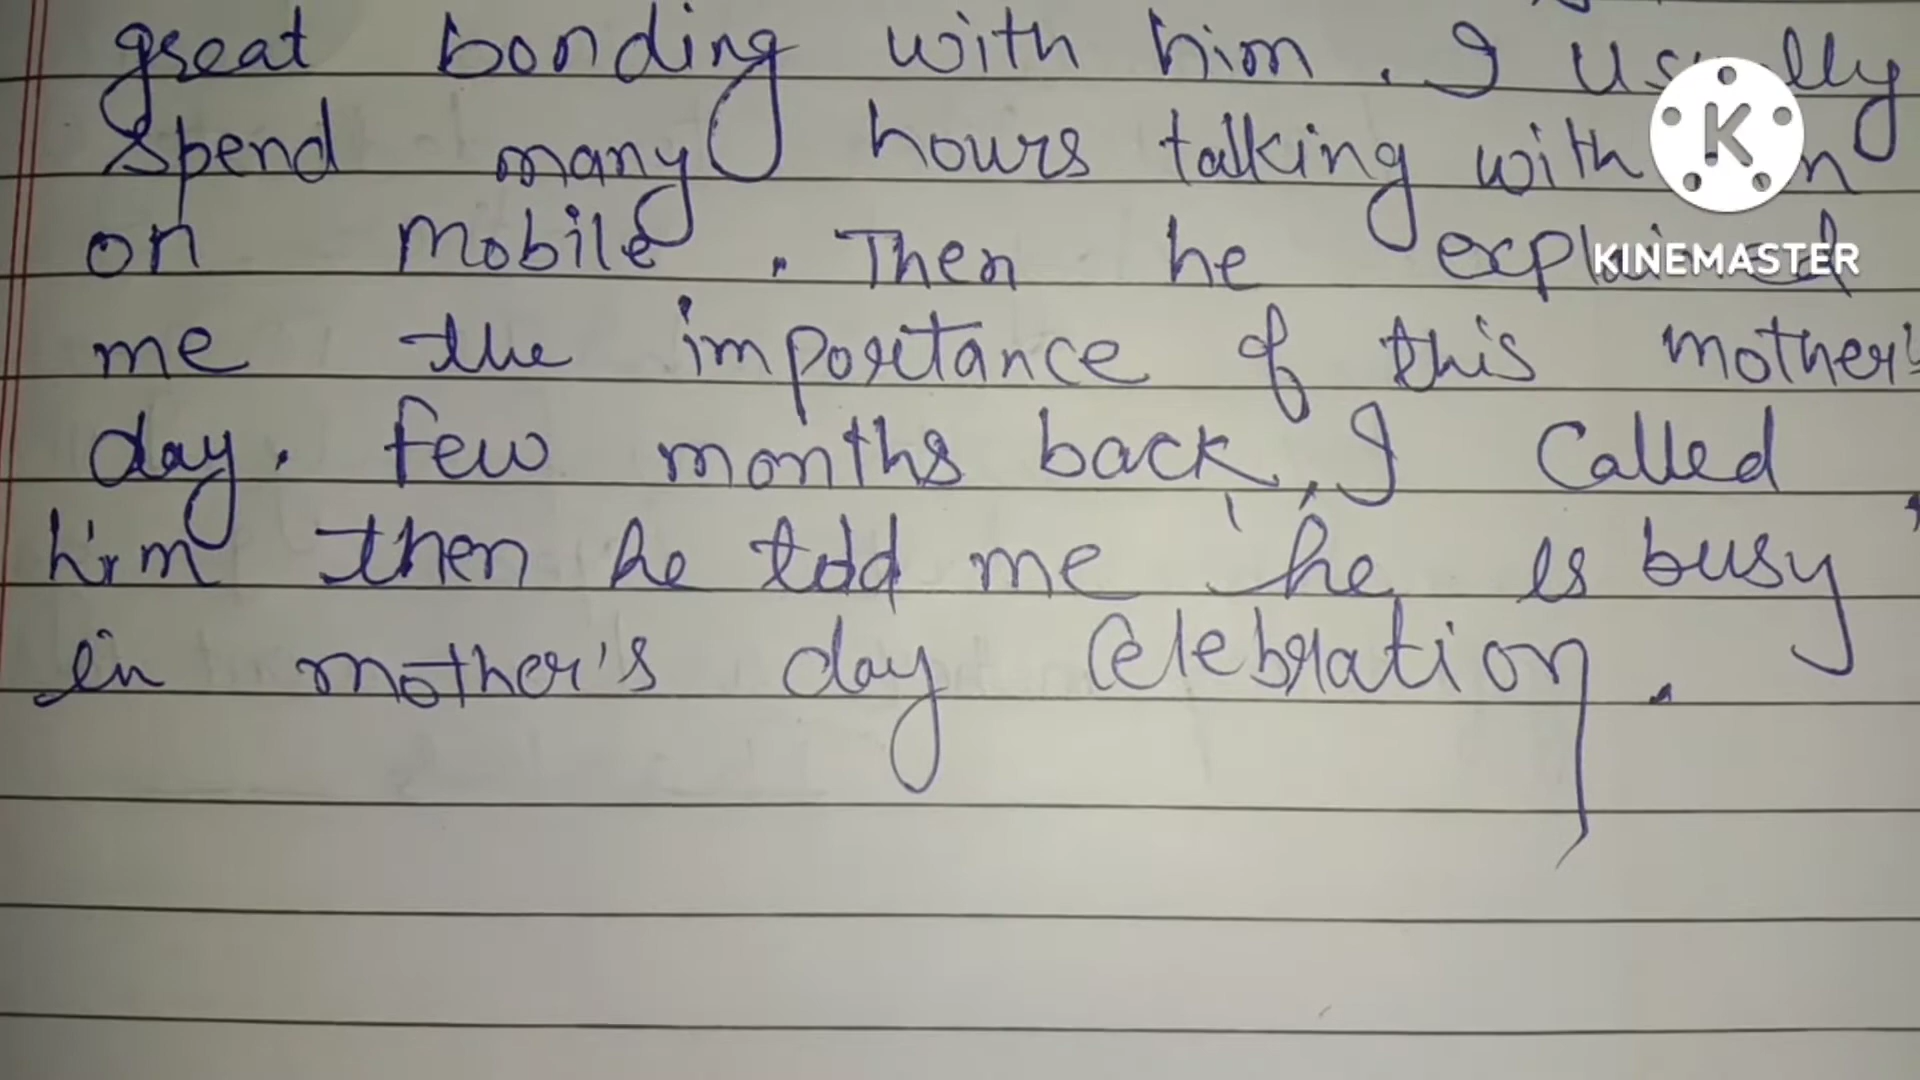 great bonding with him. I usually
spend many hours talking with
on mobile. Then he explained
me the importance of this mother's
day. few months back, I called
him then he told me 'he is busy'
in mother's day celebration.
K
KINEMASTER